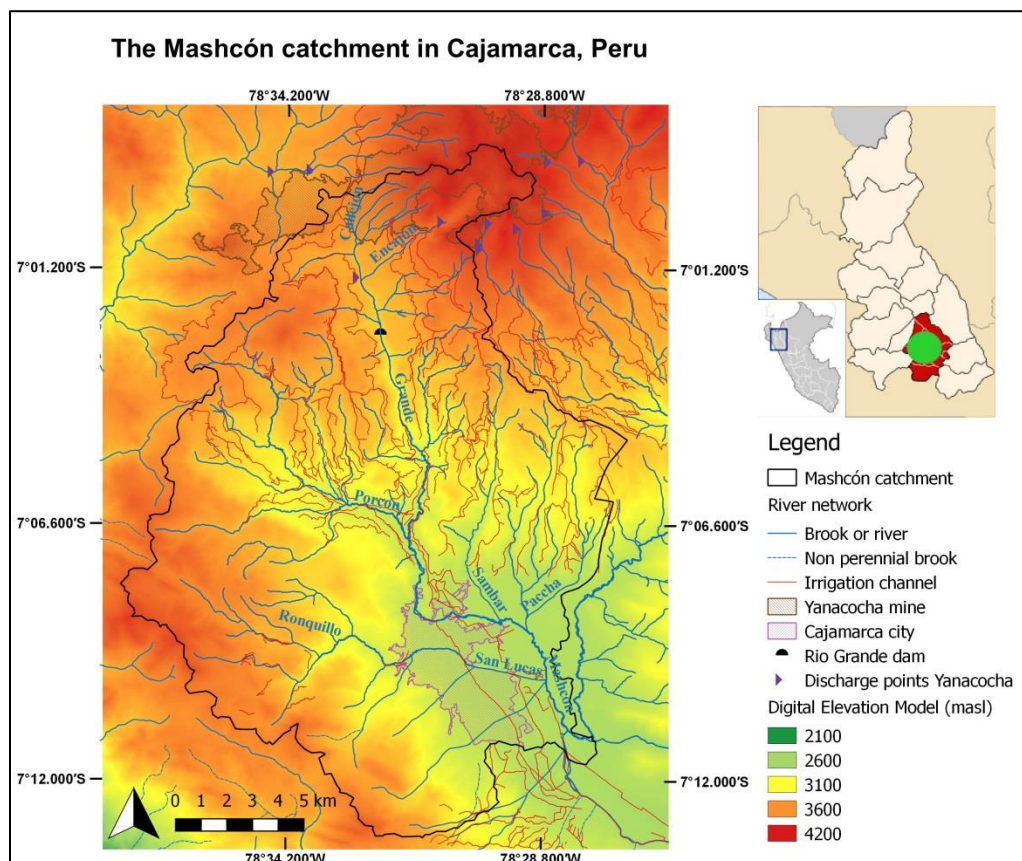 The Mashcón catchment in Cajamarca, Peru
78°34.200'W
78°28.800'W
7°01.200'S
7°01.200'S
Callejón
Encajón
Grande
Porcón
7°06.600'S
7°06.600'S
Sambar
Paccha
Ronquillo
San Lucas
Mashcón
7°12.000'S
7°12.000'S
0 1 2 3 4 5 km
78°34.200'W
78°28.800'W
Legend
Mashcón catchment
River network
Brook or river
Non perennial brook
Irrigation channel
Yanacocha mine
Cajamarca city
Rio Grande dam
Discharge points Yanacocha
Digital Elevation Model (masl)
2100
2600
3100
3600
4200